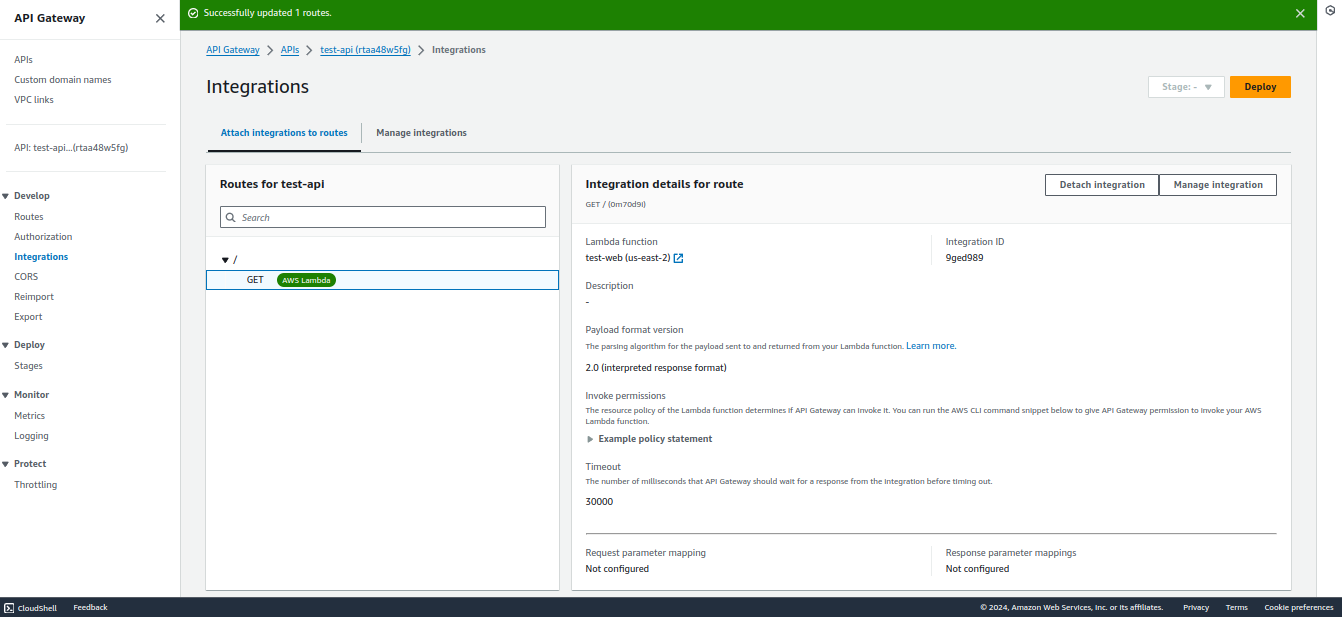 API Gateway
APIs
Custom domain names
VPC links
API: test-api...(rtaa48w5fg)
Develop
Routes
Authorization
Integrations
CORS
Reimport
Export
Deploy
Stages
Monitor
Metrics
Logging
Protect
Throttling
Successfully updated 1 routes.
API Gateway > APIs > test-api (rtaa48w5fg) > Integrations
Integrations
Stage: -
Deploy
Attach integrations to routes
Manage integrations
Routes for test-api
Search
/
GET AWS Lambda
Integration details for route
GET / (0m70d9l)
Detach integration
Manage integration
Lambda function
test-web (us-east-2)
Integration ID
9ged989
Description
-
Payload format version
The parsing algorithm for the payload sent to and returned from your Lambda function. Learn more.
2.0 (interpreted response format)
Invoke permissions
The resource policy of the Lambda function determines if API Gateway can invoke it. You can run the AWS CLI command snippet below to give API Gateway permission to invoke your AWS
Lambda function.
Example policy statement
Timeout
The number of milliseconds that API Gateway should wait for a response from the integration before timing out.
30000
Request parameter mapping
Not configured
Response parameter mappings
Not configured
CloudShell
Feedback
© 2024, Amazon Web Services, Inc. or its affiliates.
Privacy
Terms
Cookie preferences